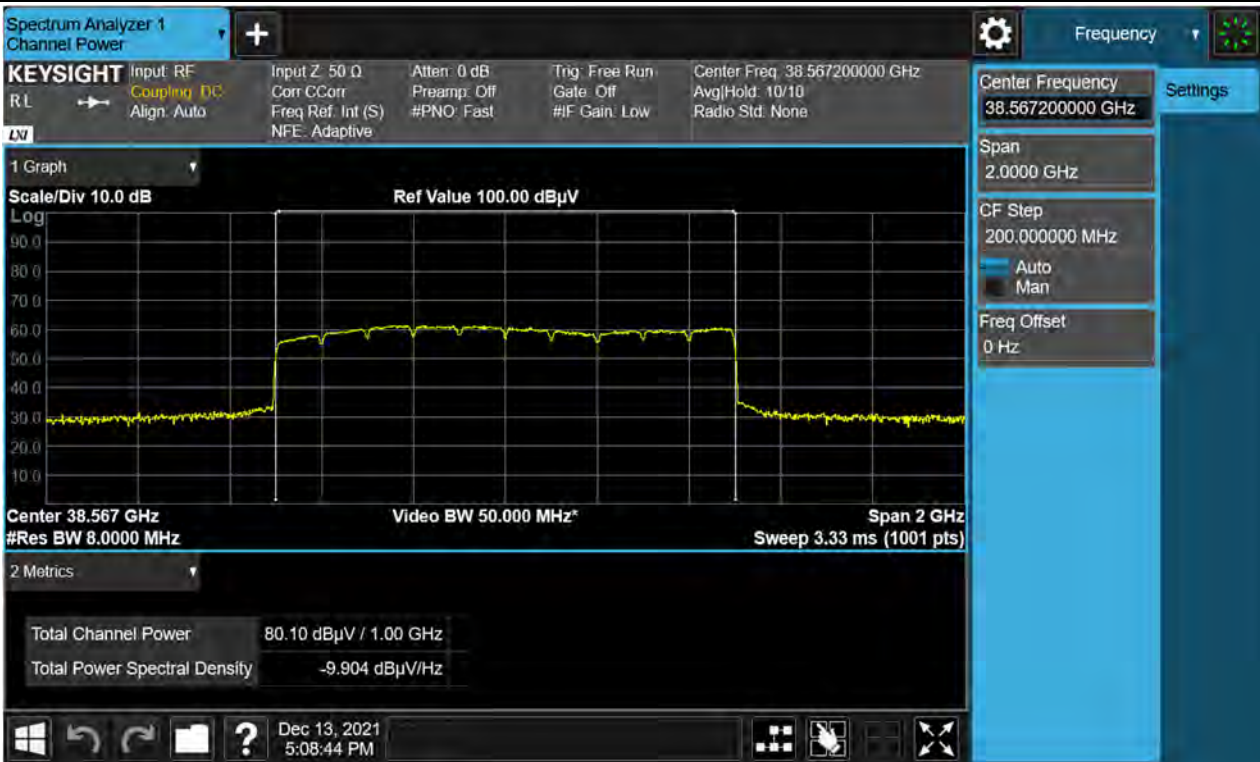 Spectrum Analyzer 1
Channel Power
+
Frequency
KEYSIGHT
RL
LXI
Input: RF
Coupling: DC
Align: Auto
Input Z: 50 Ω
Corr CCorr
Freq Ref: Int (S)
NFE: Adaptive
Atten: 0 dB
Preamp: Off
#PNO: Fast
Trig: Free Run
Gate: Off
#IF Gain: Low
Center Freq: 38.567200000 GHz
Avg|Hold: 10/10
Radio Std: None
Center Frequency
38.567200000 GHz
Settings
Span
2.0000 GHz
CF Step
200.000000 MHz
Auto
Man
Freq Offset
0 Hz
1 Graph
Scale/Div 10.0 dB
Ref Value 100.00 dBµV
Log
90.0
80.0
70.0
60.0
50.0
40.0
30.0
20.0
10.0
Center 38.567 GHz
Video BW 50.000 MHz*
Span 2 GHz
#Res BW 8.0000 MHz
Sweep 3.33 ms (1001 pts)
2 Metrics
Total Channel Power 80.10 dBµV / 1.00 GHz
Total Power Spectral Density -9.904 dBµV/Hz
?
Dec 13, 2021
5:08:44 PM